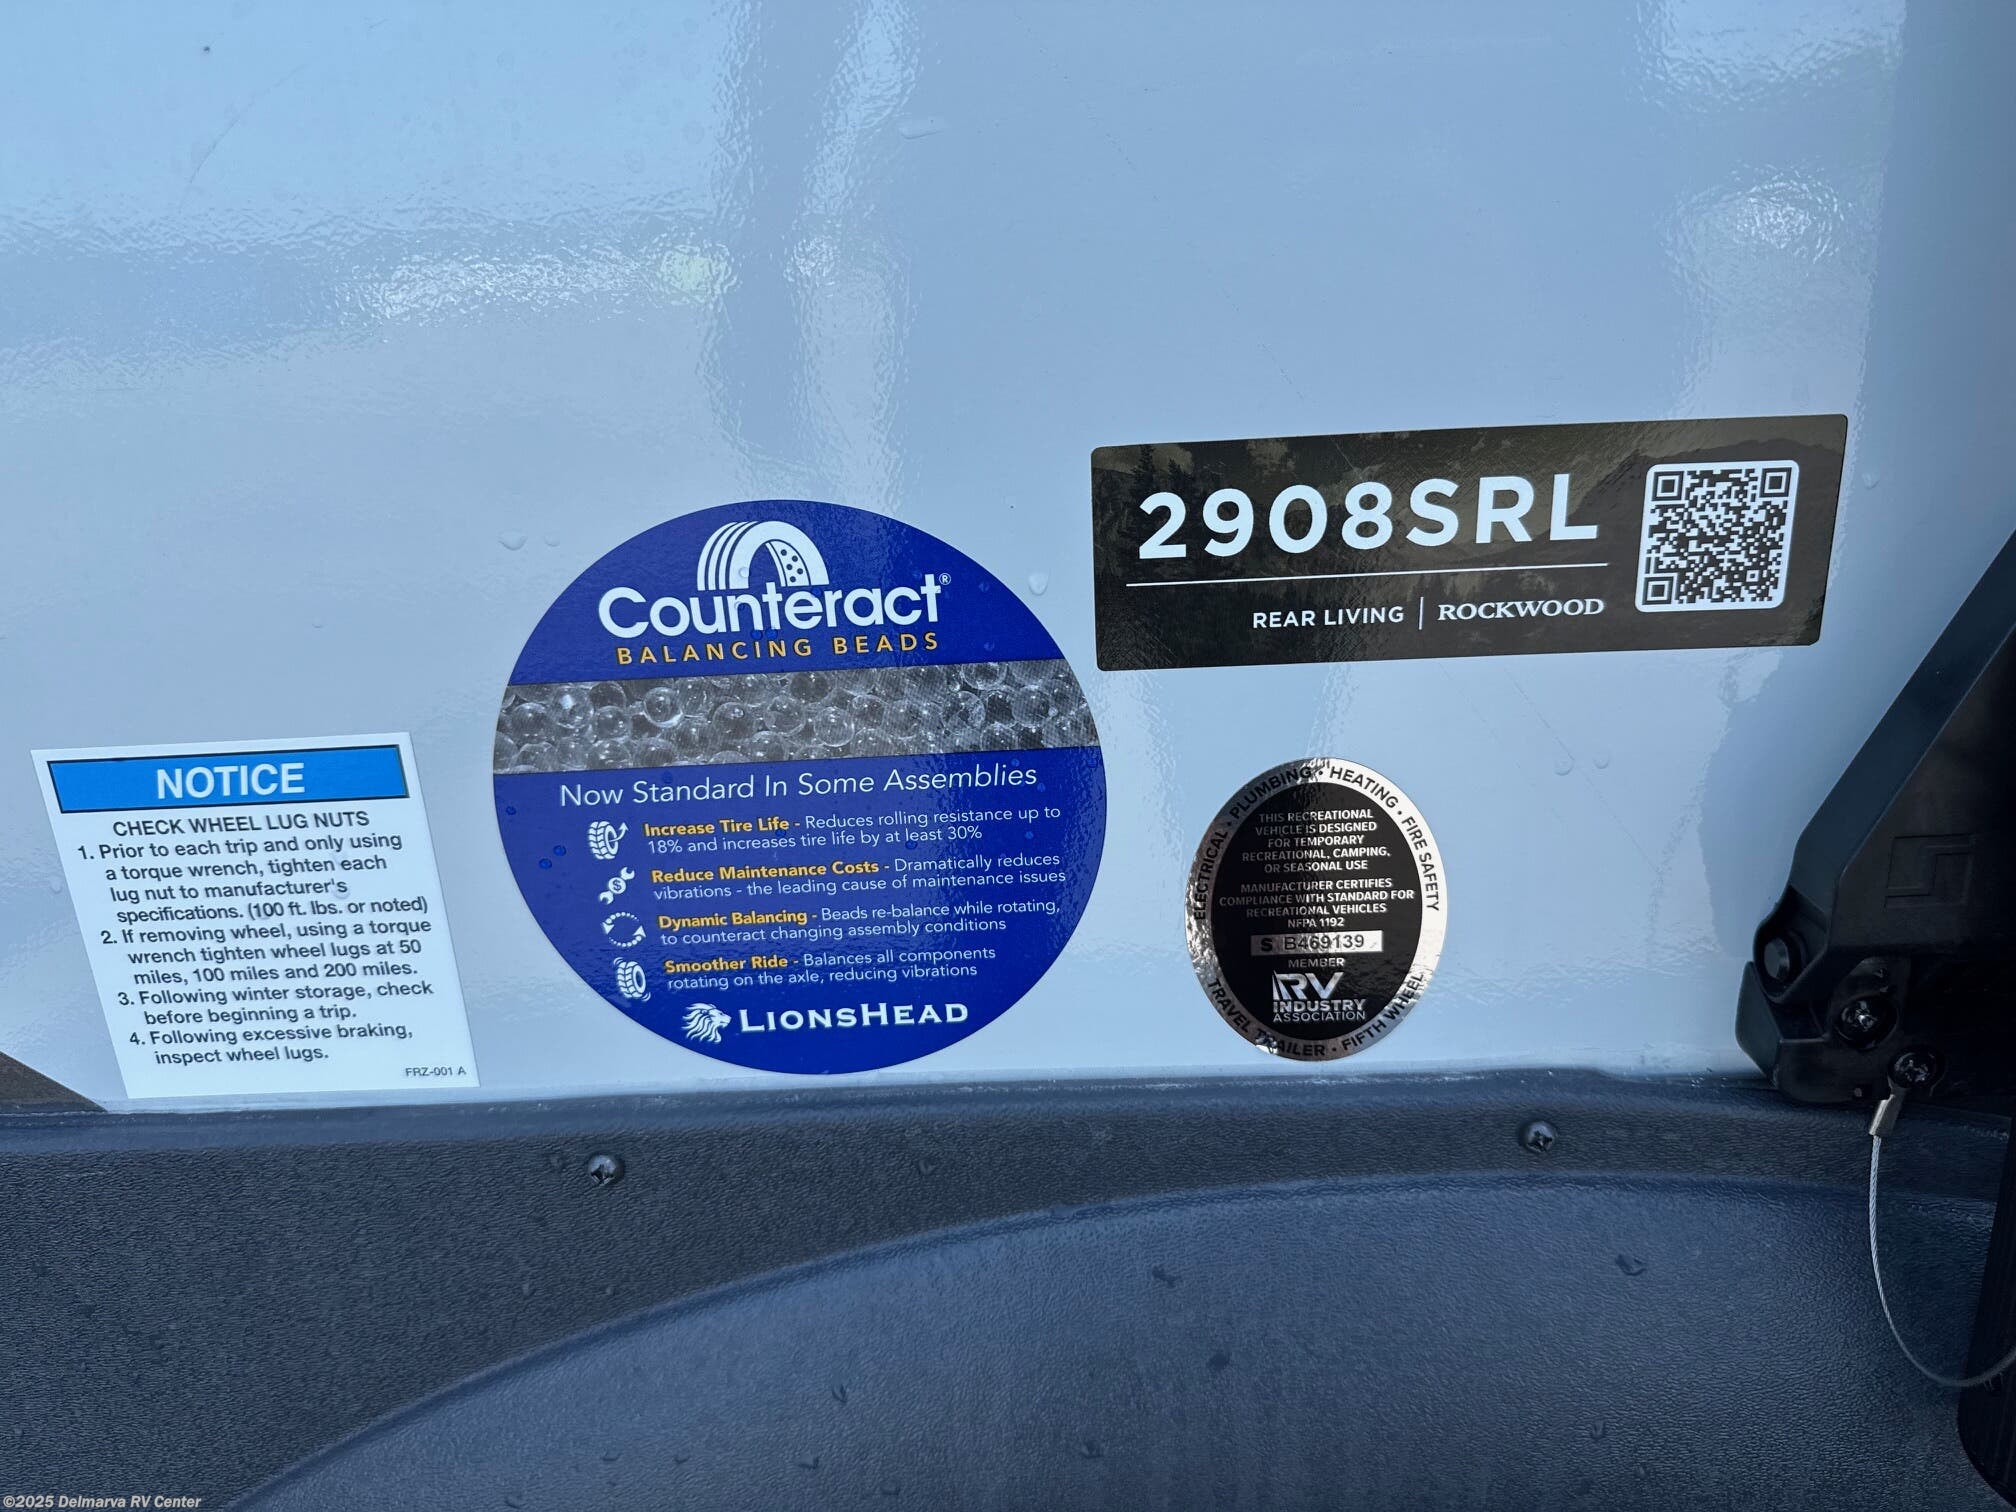 2908SRL
REAR LIVING | ROCKWOOD
Counteract®
BALANCING BEADS
Now Standard In Some Assemblies
Increase Tire Life - Reduces rolling resistance up to
18% and increases tire life by at least 30%
Reduce Maintenance Costs - Dramatically reduces
vibrations - the leading cause of maintenance issues
Dynamic Balancing - Beads re-balance while rotating,
to counteract changing assembly conditions
Smoother Ride - Balances all components
rotating on the axle, reducing vibrations
LIONSHEAD
NOTICE
CHECK WHEEL LUG NUTS
1. Prior to each trip and only using
a torque wrench, tighten each
lug nut to manufacturer's
specifications. (100 ft. lbs. or noted)
2. If removing wheel, using a torque
wrench tighten wheel lugs at 50
miles, 100 miles and 200 miles.
3. Following winter storage, check
before beginning a trip.
4. Following excessive braking,
inspect wheel lugs.
FRZ-001 A
ELECTRICAL • PLUMBING • HEATING • FIRE SAFETY
THIS RECREATIONAL
VEHICLE IS DESIGNED
FOR TEMPORARY
RECREATIONAL, CAMPING,
OR SEASONAL USE
MANUFACTURER CERTIFIES
COMPLIANCE WITH STANDARD FOR
RECREATIONAL VEHICLES
NFPA 1192
S B469139
MEMBER
RV
INDUSTRY
ASSOCIATION
TRAVEL TRAILER • FIFTH WHEEL
©2025 Delmarva RV Center